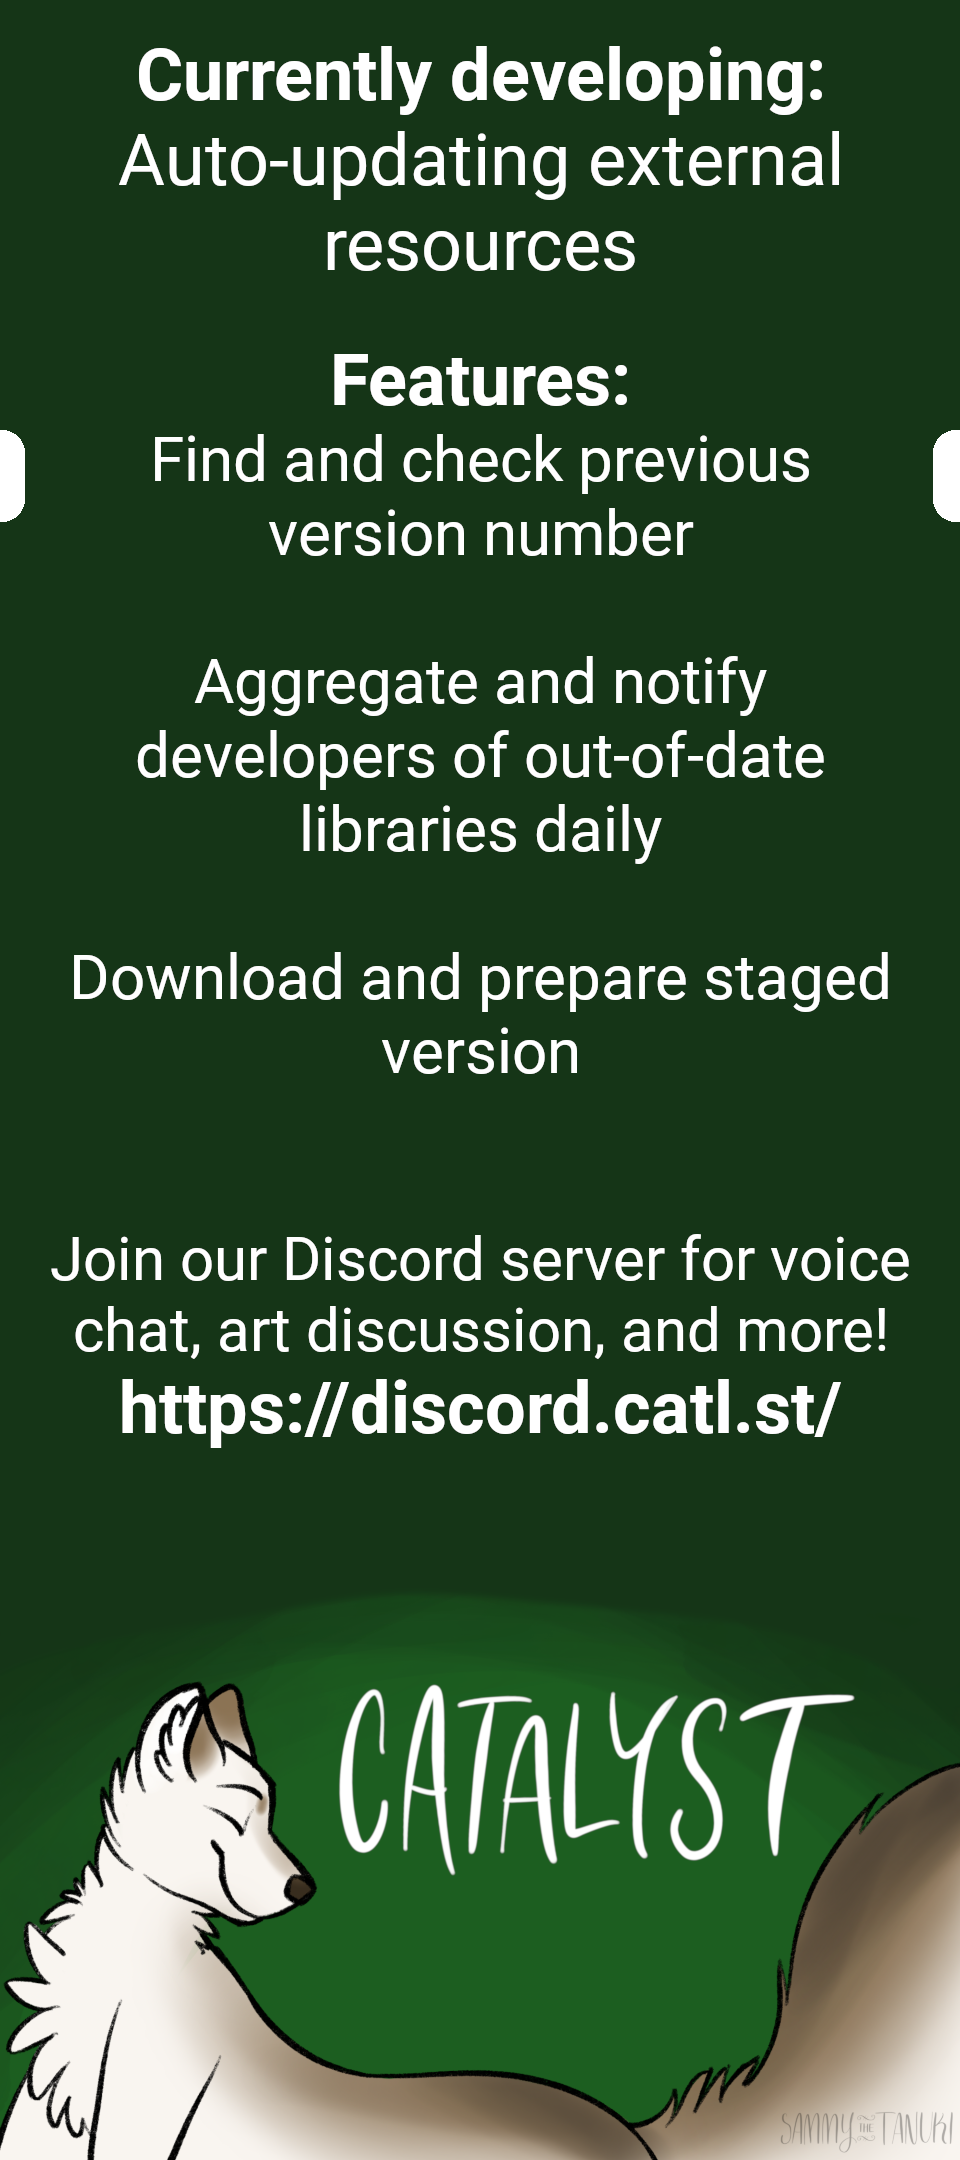 Currently developing:
Auto-updating external
resources
Features:
Find and check previous
version number
Aggregate and notify
developers of out-of-date
libraries daily
Download and prepare staged
version
Join our Discord server for voice
chat, art discussion, and more!
https://discord.catl.st/
CATALYST
SAMMY THE TANUKI